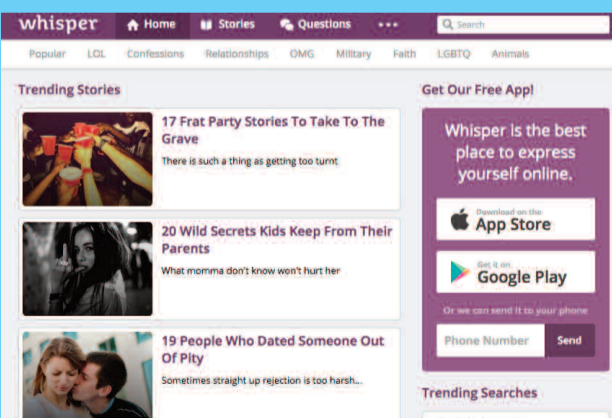 whisper Home Stories Questions ••• Search
Popular LOL Confessions Relationships OMG Military Faith LGBTQ Animals
Trending Stories
17 Frat Party Stories To Take To The
Grave
There is such a thing as getting too turnt
20 Wild Secrets Kids Keep From Their
Parents
What momma don't know won't hurt her
19 People Who Dated Someone Out
Of Pity
Sometimes straight up rejection is too harsh...
Get Our Free App!
Whisper is the best
place to express
yourself online.
Download on the
App Store
Get it on
Google Play
Or we can send it to your phone
Phone Number Send
Trending Searches